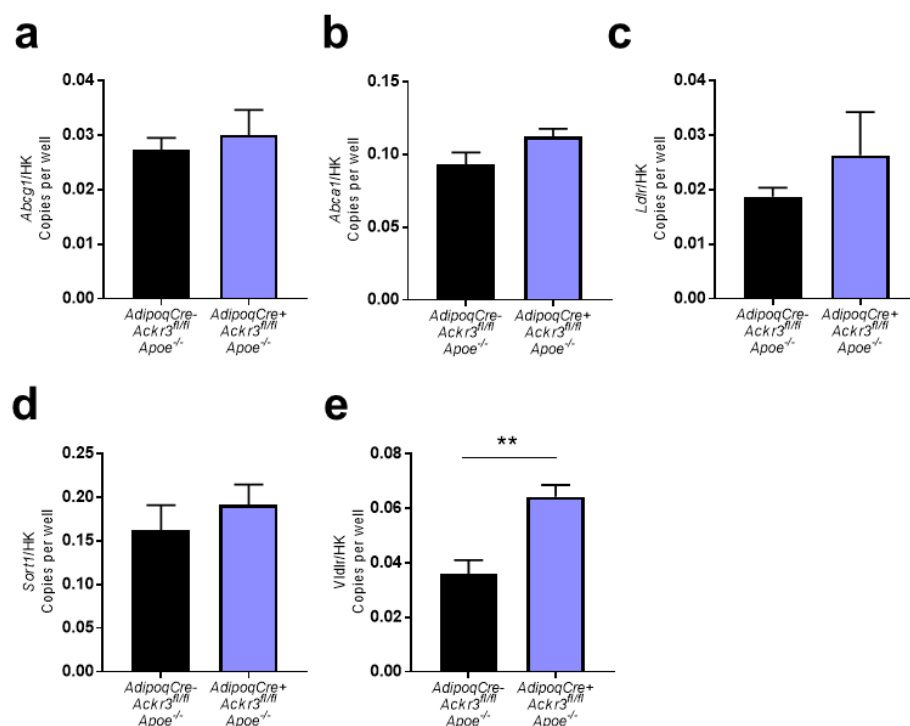 a
0.04
0.03
0.02
0.01
0.00
Abcg1/HK
Copies per well
AdipoqCre-
Ackr3fl/fl
Apoe-/-
AdipoqCre+
Ackr3fl/fl
Apoe-/-
b
0.15
0.10
0.05
0.00
Abca1/HK
Copies per well
AdipoqCre-
Ackr3fl/fl
Apoe-/-
AdipoqCre+
Ackr3fl/fl
Apoe-/-
c
0.04
0.03
0.02
0.01
0.00
Ldlr/HK
Copies per well
AdipoqCre-
Ackr3fl/fl
Apoe-/-
AdipoqCre+
Ackr3fl/fl
Apoe-/-
d
0.25
0.20
0.15
0.10
0.05
0.00
Sort1/HK
Copies per well
AdipoqCre-
Ackr3fl/fl
Apoe-/-
AdipoqCre+
Ackr3fl/fl
Apoe-/-
e
**
0.08
0.06
0.04
0.02
0.00
Vldlr/HK
Copies per well
AdipoqCre-
Ackr3fl/fl
Apoe-/-
AdipoqCre+
Ackr3fl/fl
Apoe-/-